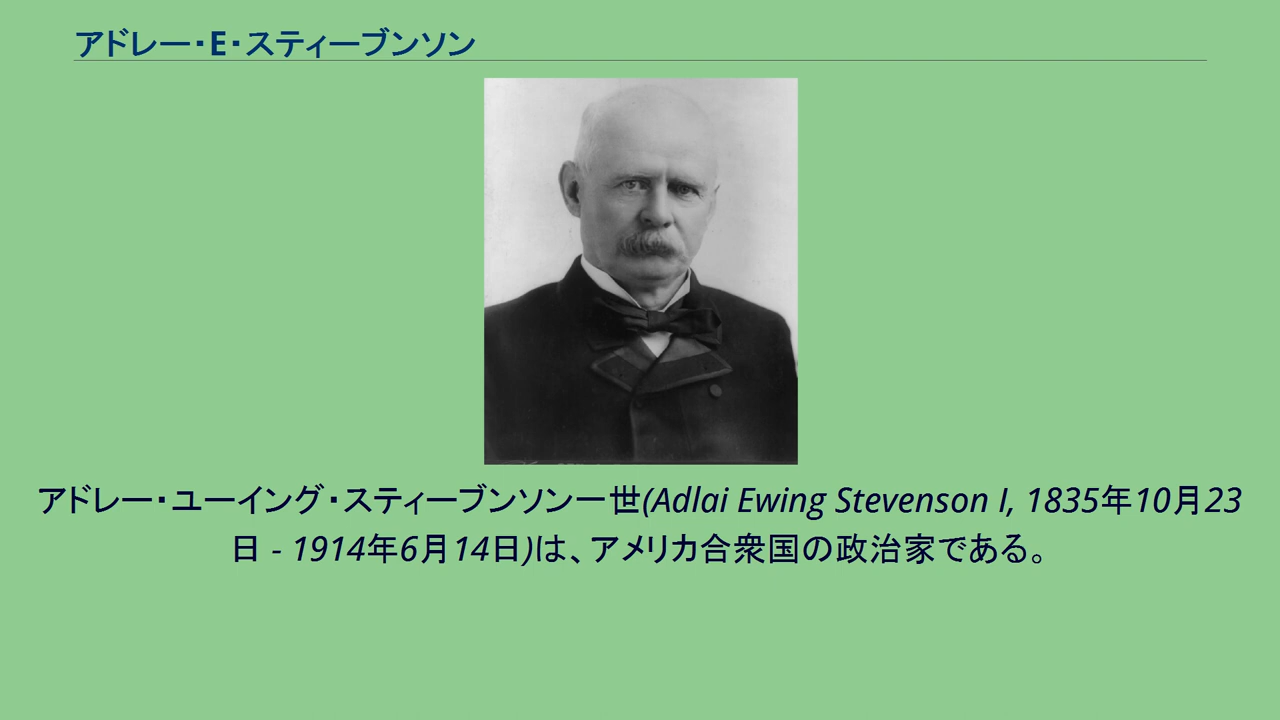 アドレー・E・スティーブンソン
アドレー・ユーイング・スティーブンソン一世(Adlai Ewing Stevenson I, 1835年10月23
日 - 1914年6月14日)は、アメリカ合衆国の政治家である。